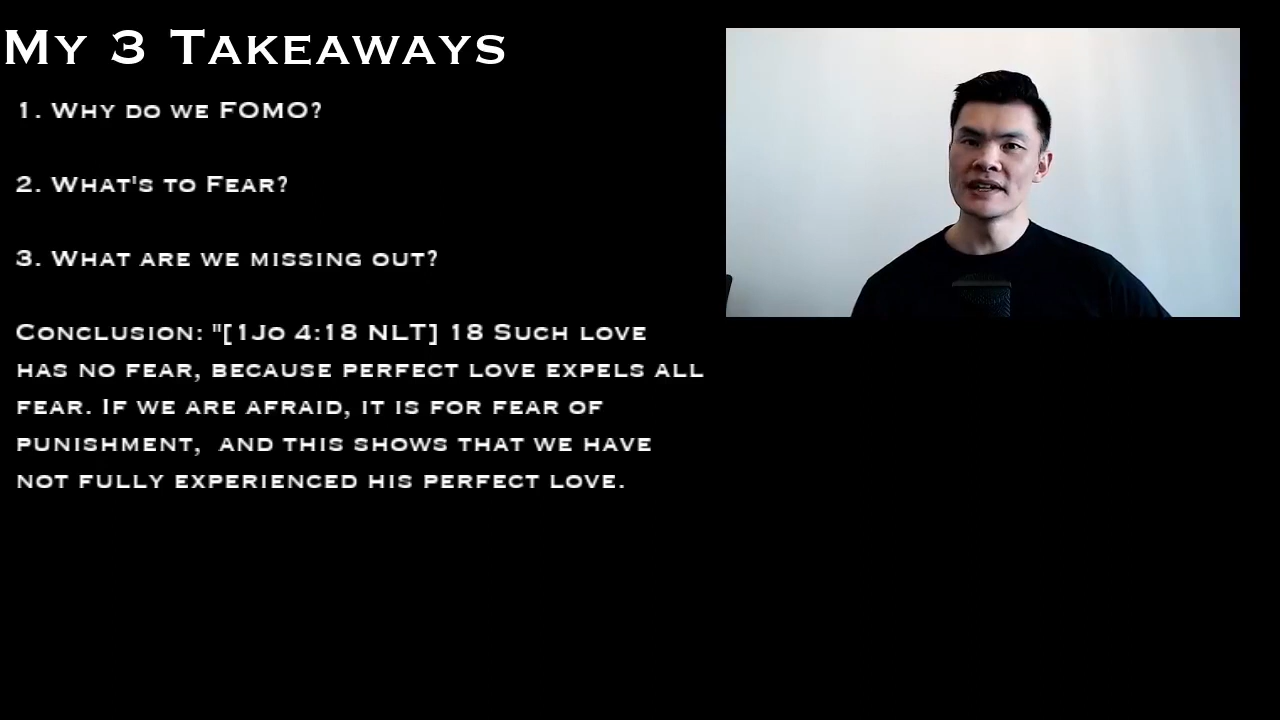 My 3 Takeaways
1. Why do we FOMO?
2. What's to Fear?
3. What are we missing out?
Conclusion: "[1Jo 4:18 NLT] 18 Such love
has no fear, because perfect love expels all
fear. If we are afraid, it is for fear of
punishment,  and this shows that we have
not fully experienced his perfect love.